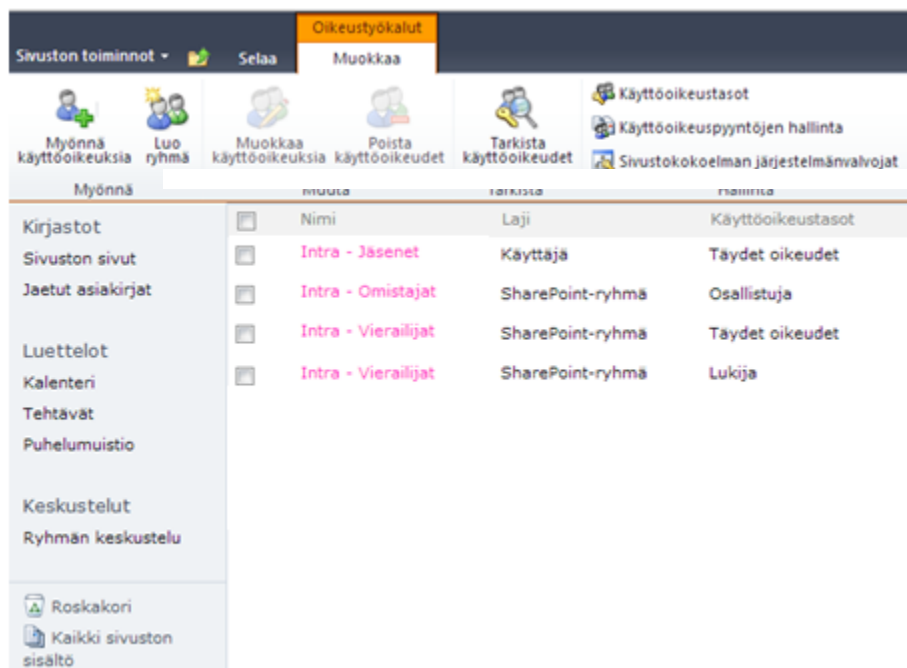 Oikeustyökalut
Sivuston toiminnot
Selaa
Muokkaa
Myönnä käyttöoikeuksia
Luo ryhmä
Muokkaa käyttöoikeuksia
Poista käyttöoikeudet
Tarkista käyttöoikeudet
Käyttöoikeustasot
Käyttöoikeuspyyntöjen hallinta
Sivustokokoelman järjestelmänvalvojat
Myönnä
Muuta
Tarkista
Hallinta
Kirjastot
Sivuston sivut
Jaetut asiakirjat
Luettelot
Kalenteri
Tehtävät
Puhelumuistio
Keskustelut
Ryhmän keskustelu
Roskakori
Kaikki sivuston
sisältö
Nimi Laji Käyttöoikeustasot
Intra - Jäsenet Käyttäjä Täydet oikeudet
Intra - Omistajat SharePoint-ryhmä Osallistuja
Intra - Vierailijat SharePoint-ryhmä Täydet oikeudet
Intra - Vierailijat SharePoint-ryhmä Lukija